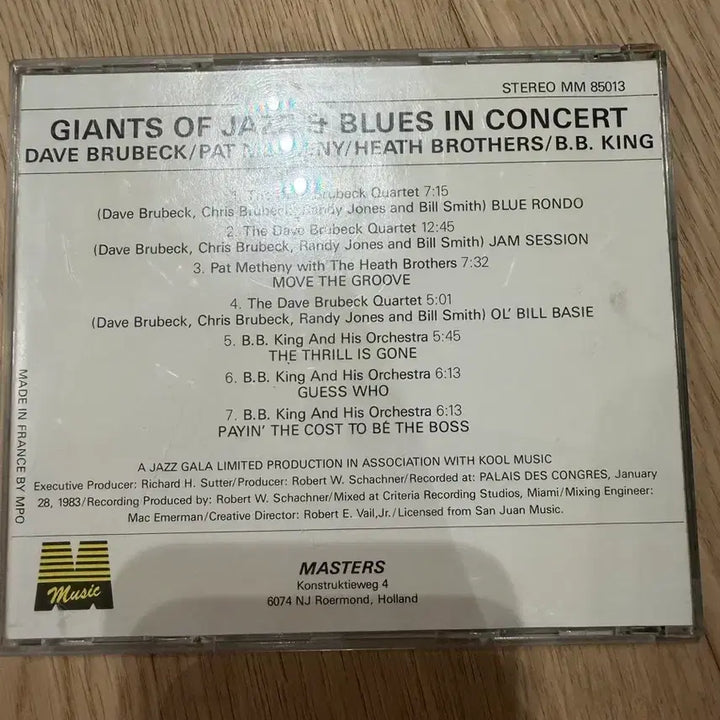 STEREO MM 85013
GIANTS OF JAZZ & BLUES IN CONCERT
DAVE BRUBECK/PAT METHENY/HEATH BROTHERS/B.B. KING
1. The Dave Brubeck Quartet 7:15
(Dave Brubeck, Chris Brubeck, Randy Jones and Bill Smith) BLUE RONDO
2. The Dave Brubeck Quartet 12:45
(Dave Brubeck, Chris Brubeck, Randy Jones and Bill Smith) JAM SESSION
3. Pat Metheny with The Heath Brothers 7:32
MOVE THE GROOVE
4. The Dave Brubeck Quartet 5:01
(Dave Brubeck, Chris Brubeck, Randy Jones and Bill Smith) OL' BILL BASIE
5. B.B. King And His Orchestra 5:45
THE THRILL IS GONE
6. B.B. King And His Orchestra 6:13
GUESS WHO
7. B.B. King And His Orchestra 6:13
PAYIN' THE COST TO BE THE BOSS
MADE IN FRANCE BY MPO
A JAZZ GALA LIMITED PRODUCTION IN ASSOCIATION WITH KOOL MUSIC
Executive Producer: Richard H. Sutter/Producer: Robert W. Schachner/Recorded at: PALAIS DES CONGRES, January
28, 1983/Recording Produced by: Robert W. Schachner/Mixed at Criteria Recording Studios, Miami/Mixing Engineer:
Mac Emerman/Creative Director: Robert E. Vail,Jr./Licensed from San Juan Music.
M
Music
MASTERS
Konstruktieweg 4
6074 NJ Roermond, Holland